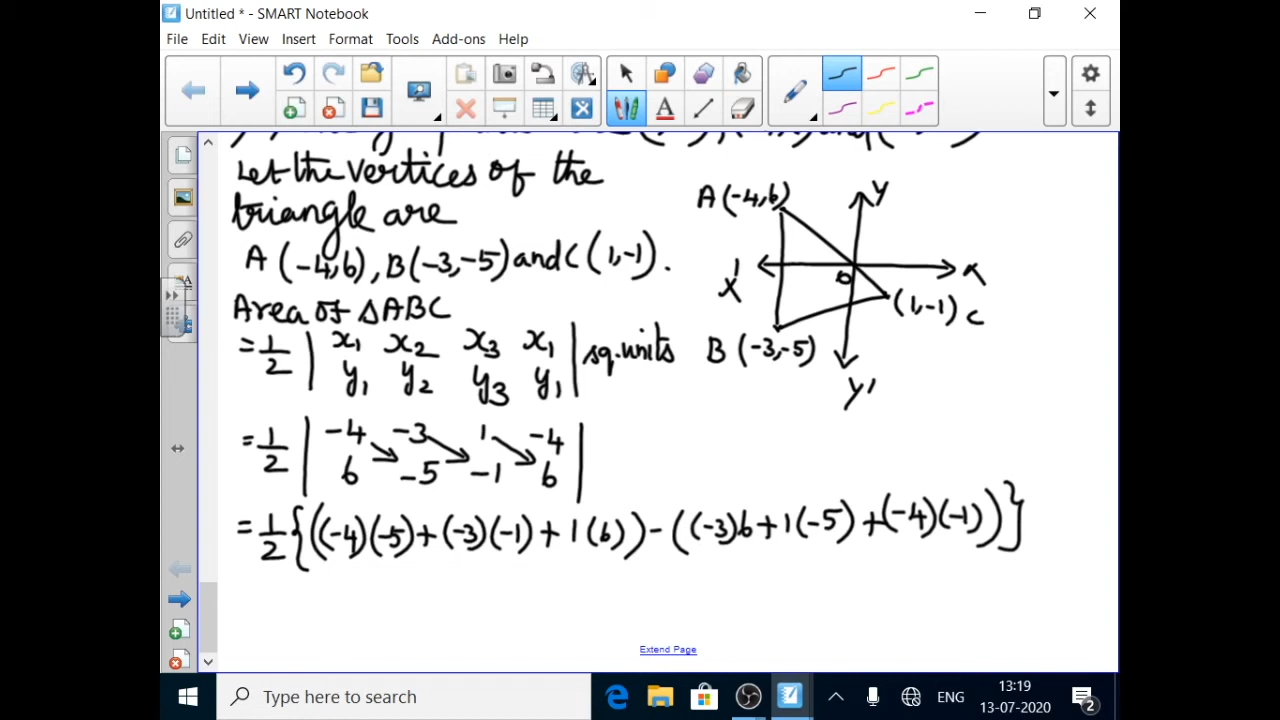 Untitled * - SMART Notebook
File Edit View Insert Format Tools Add-ons Help
Let the vertices of the
triangle are
A (-4,6), B(-3,-5) and C (1,-1).
Area of △ABC
= 1/2 | x1 x2 x3 x1 | sq.units
y1 y2 y3 y1
= 1/2 | -4 -3 1 -4 |
6 -5 -1 6
= 1/2 {((-4)(-5)+(-3)(-1)+1(6))-((-3)6+1(-5)+(-4)(-1))}
A (-4,6)
Y
X'
O
X
(1,-1) C
B (-3,-5)
Y'
Extend Page
Type here to search
ENG
13:19
13-07-2020
2